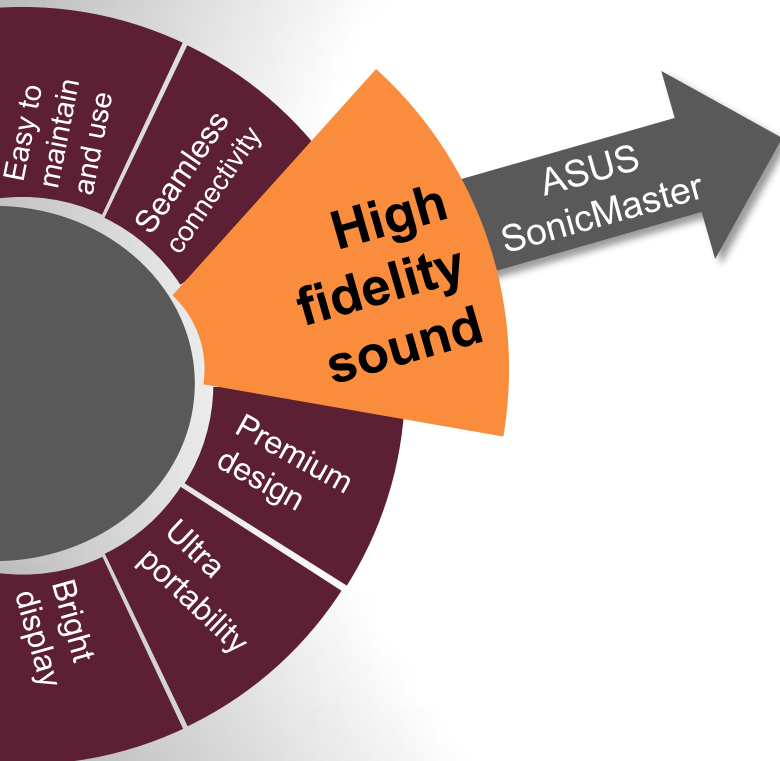 Easy to
maintain
and use
Seamless
connectivity
High
fidelity
sound
ASUS
SonicMaster
Premium
design
Ultra
portability
Bright
display